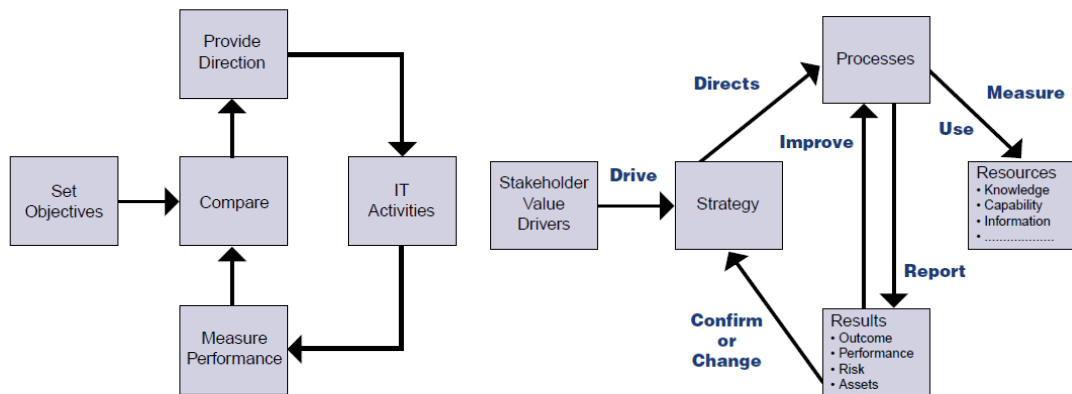 Provide
Direction
Set
Objectives
Compare
IT
Activities
Measure
Performance
Processes
Directs
Measure
Use
Improve
Resources
• Knowledge
• Capability
• Information
• ...................
Stakeholder
Value
Drivers
Drive
Strategy
Report
Confirm
or
Change
Results
• Outcome
• Performance
• Risk
• Assets